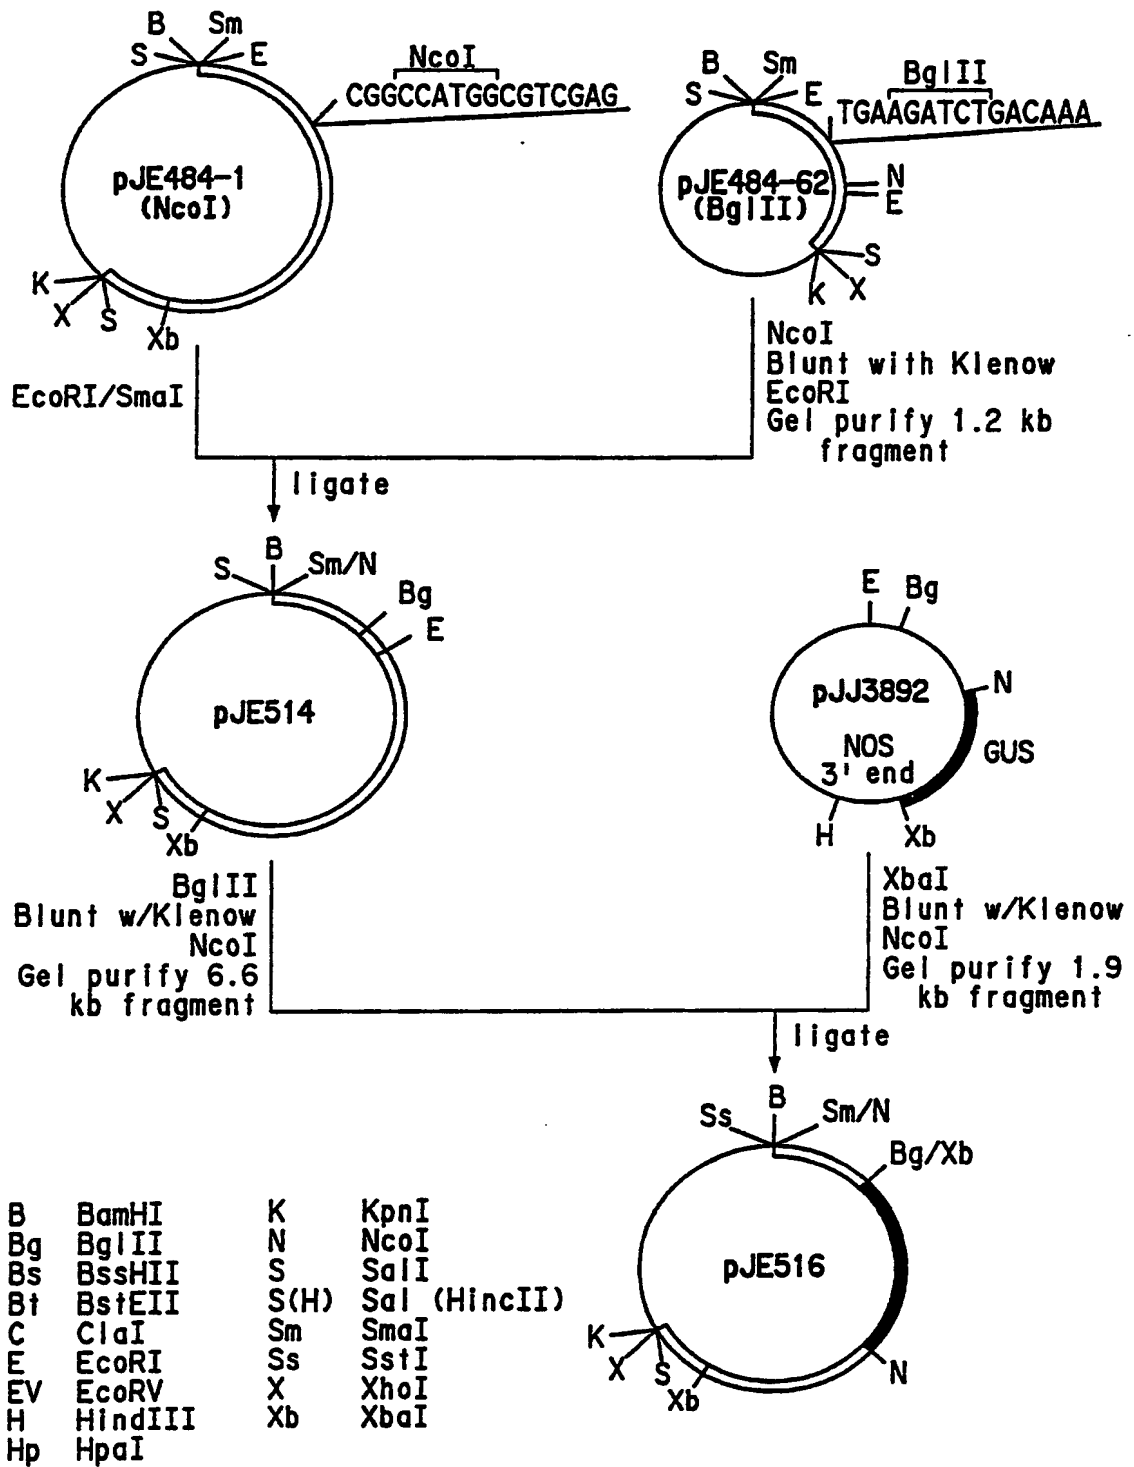 B Sm
S E
NcoI
CGGCCATGGCGTCGAG
pJE484-1
(NcoI)
K
X
S
Xb
B Sm
S E
BglII
TGAAGATCTGACAAA
pJE484-62
(BglII)
N
E
S
X
K
EcoRI/SmaI
NcoI
Blunt with Klenow
EcoRI
Gel purify 1.2 kb
fragment
ligate
B
S Sm/N
Bg
E
pJE514
K
X
S
Xb
E Bg
N
pJJ3892
GUS
NOS
3' end
H Xb
BglII
Blunt w/Klenow
NcoI
Gel purify 6.6
kb fragment
XbaI
Blunt w/Klenow
NcoI
Gel purify 1.9
kb fragment
ligate
B
Ss Sm/N
Bg/Xb
pJE516
K
X
S
Xb
N
B BamHI K KpnI
Bg BglII N NcoI
Bs BssHII S SalI
Bt BstEII S(H) Sal (HincII)
C ClaI Sm SmaI
E EcoRI Ss SstI
EV EcoRV X XhoI
H HindIII Xb XbaI
Hp HpaI